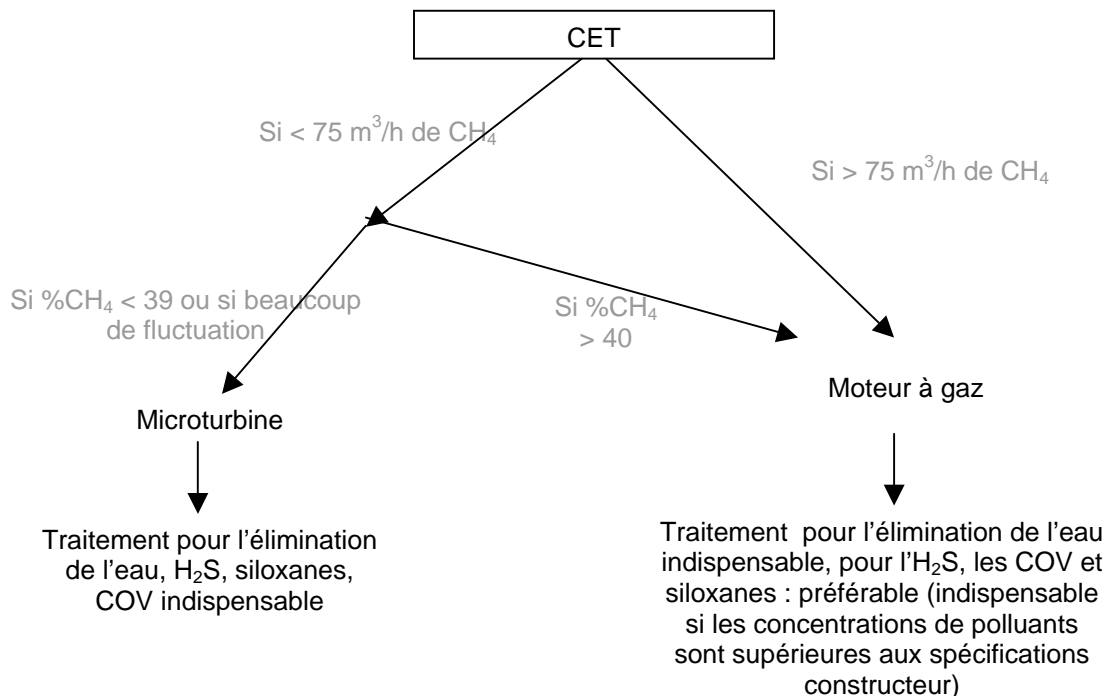 CET
Si < 75 m³/h de CH₄
Si > 75 m³/h de CH₄
Si %CH₄ < 39 ou si beaucoup
de fluctuation
Si %CH₄
> 40
Moteur à gaz
Microturbine
Traitement pour l’élimination
de l’eau, H₂S, siloxanes,
COV indispensable
Traitement  pour l’élimination de l’eau
indispensable, pour l’H₂S, les COV et
siloxanes : préférable (indispensable
si les concentrations de polluants
sont supérieures aux spécifications
constructeur)